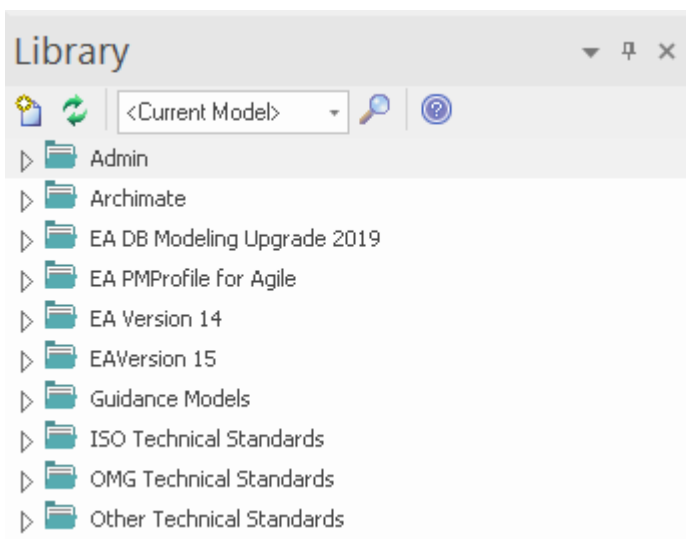 Library
<Current Model>
Admin
Archimate
EA DB Modeling Upgrade 2019
EA PMProfile for Agile
EA Version 14
EAVersion 15
Guidance Models
ISO Technical Standards
OMG Technical Standards
Other Technical Standards